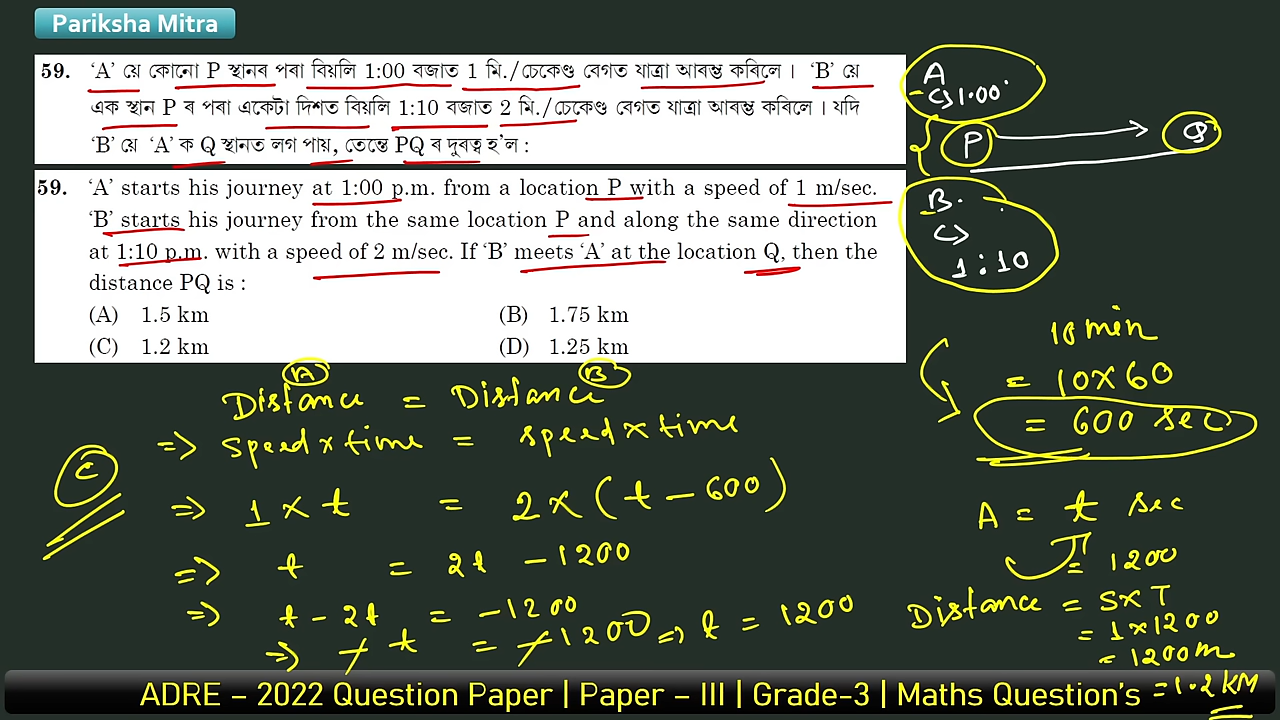 Pariksha Mitra
59. ‘A’ য়ে কোনো P স্থানৰ পৰা বিয়লি 1:00 বজাত 1 মি./চেকেণ্ড বেগত যাত্ৰা আৰম্ভ কৰিলে। ‘B’ য়ে
এক স্থান P ৰ পৰা একেটা দিশত বিয়লি 1:10 বজাত 2 মি./চেকেণ্ড বেগত যাত্ৰা আৰম্ভ কৰিলে। যদি
‘B’ য়ে ‘A’ ক Q স্থানত লগ পায়, তেন্তে PQ ৰ দুৰত্ব হ’ল :
59. ‘A’ starts his journey at 1:00 p.m. from a location P with a speed of 1 m/sec.
‘B’ starts his journey from the same location P and along the same direction
at 1:10 p.m. with a speed of 2 m/sec. If ‘B’ meets ‘A’ at the location Q, then the
distance PQ is :
(A) 1.5 km (B) 1.75 km
(C) 1.2 km (D) 1.25 km
A
↳ 1.00
P → Q
B.
↳
1:10
10 min
= 10 × 60
= 600 sec
A B
Distance = Distance
=> speed × time = speed × time
C
=> 1 × t = 2 × (t – 600)
=> t = 2t – 1200
=> t – 2t = –1200
=> – t = –1200 => t = 1200
A = t sec
= 1200
Distance = S × T
= 1 × 1200
= 1200m
= 1.2 KM
ADRE – 2022 Question Paper | Paper – III | Grade-3 | Maths Question’s